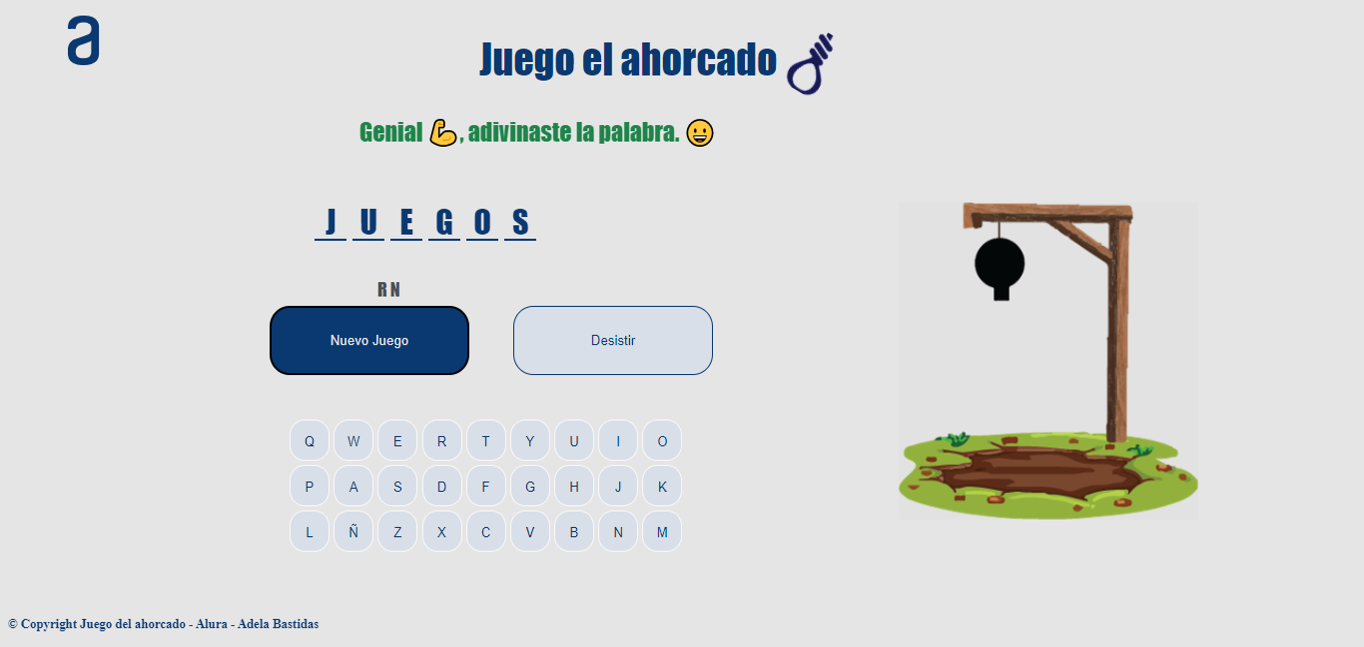 a
Juego el ahorcado
Genial 💪, adivinaste la palabra. 😀
J U E G O S
R N
Nuevo Juego Desistir
Q W E R T Y U I O
P A S D F G H J K
L Ñ Z X C V B N M
© Copyright Juego del ahorcado - Alura - Adela Bastidas